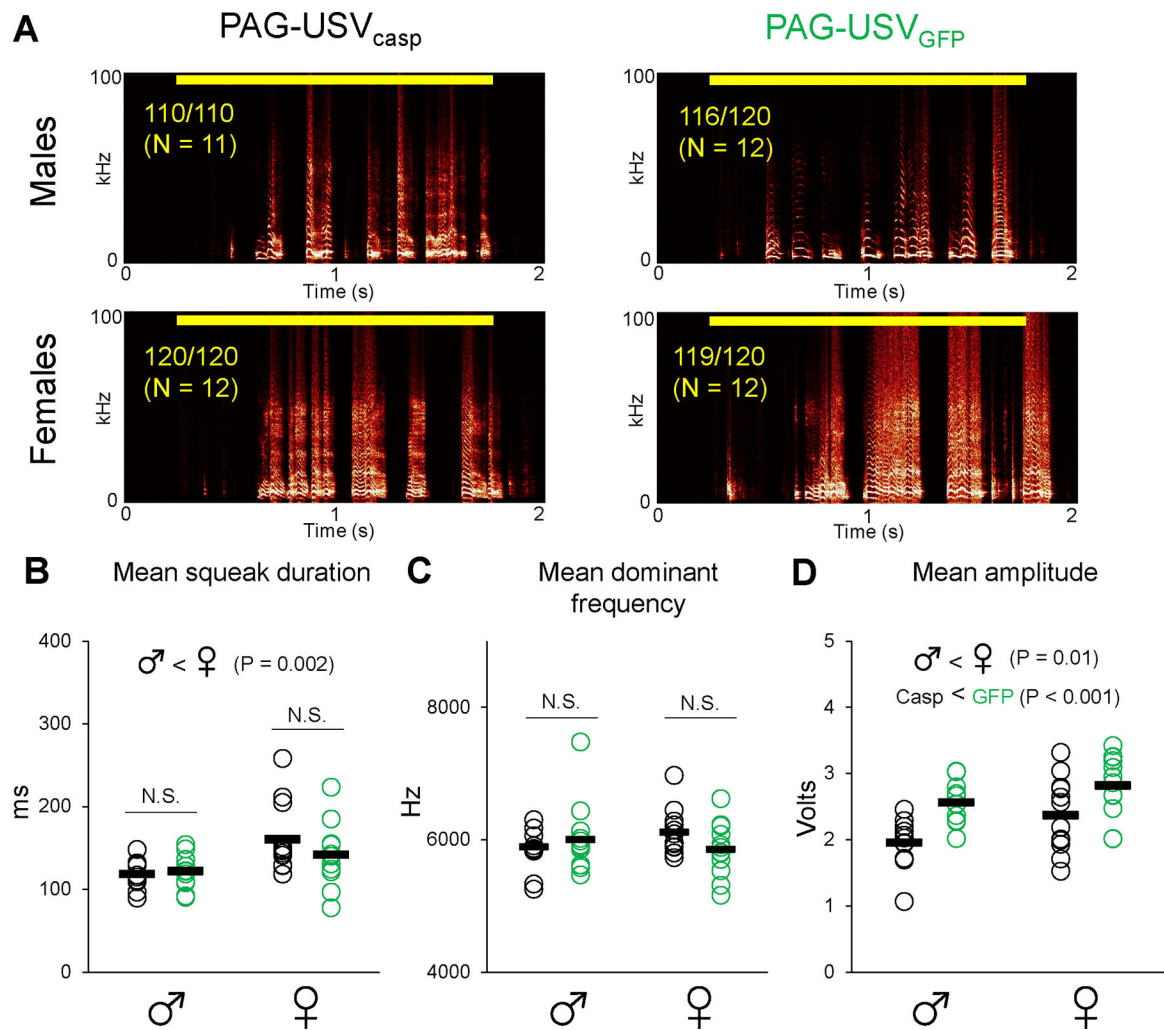 A
PAG-USVcasp
PAG-USVGFP
Males
100
kHz
0
110/110
(N = 11)
0
1
2
Time (s)
100
kHz
0
116/120
(N = 12)
0
1
2
Time (s)
Females
100
kHz
0
120/120
(N = 12)
0
1
2
Time (s)
100
kHz
0
119/120
(N = 12)
0
1
2
Time (s)
B
Mean squeak duration
400
300
200
100
0
ms
♂ < ♀ (P = 0.002)
N.S.
N.S.
♂
♀
C
Mean dominant
frequency
8000
6000
4000
Hz
N.S.
N.S.
♂
♀
D
Mean amplitude
5
4
3
2
1
0
Volts
♂ < ♀ (P = 0.01)
Casp < GFP (P < 0.001)
♂
♀